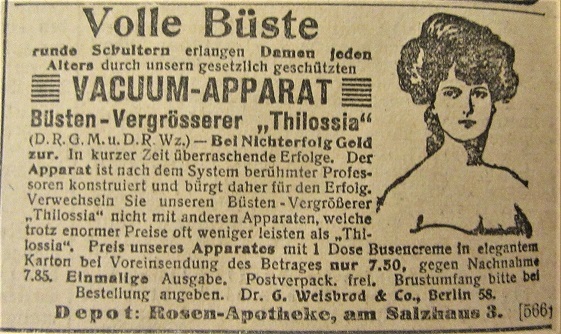 Volle Büste
runde Schultern erlangen Damen jeden
Alters durch unsern gesetzlich geschützten
VACUUM-APPARAT
Büsten-Vergrösserer „Thilossia“
(D. R. G. M. u. D. R. Wz.) — Bei Nichterfolg Geld
zur. In kurzer Zeit überraschende Erfolge. Der
Apparat ist nach dem System berühmter Profes-
soren konstruiert und bürgt daher für den Erfolg.
Verwechseln Sie unseren Büsten-Vergrößerer
„Thilossia“ nicht mit anderen Apparaten, welche
trotz enormer Preise oft weniger leisten als „Thi-
lossia“. Preis unseres Apparates mit 1 Dose Busencreme in elegantem
Karton bei Voreinsendung des Betrages nur 7.50, gegen Nachnahme
7.85. Einmalige Ausgabe. Postverpack. frei. Brustumfang bitte bei
Bestellung angeben. Dr. G. Weisbrod & Co., Berlin 58.
Depot: Rosen-Apotheke, am Salzhaus 3. [566]